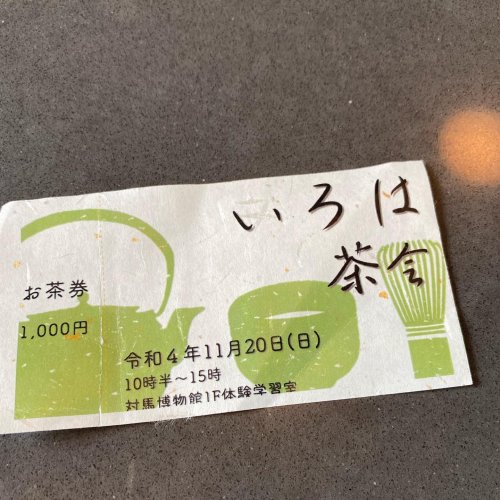 いろは
茶会
お茶券
1,000円
令和4年11月20日(日)
10時半～15時
対馬博物館1F体験学習室